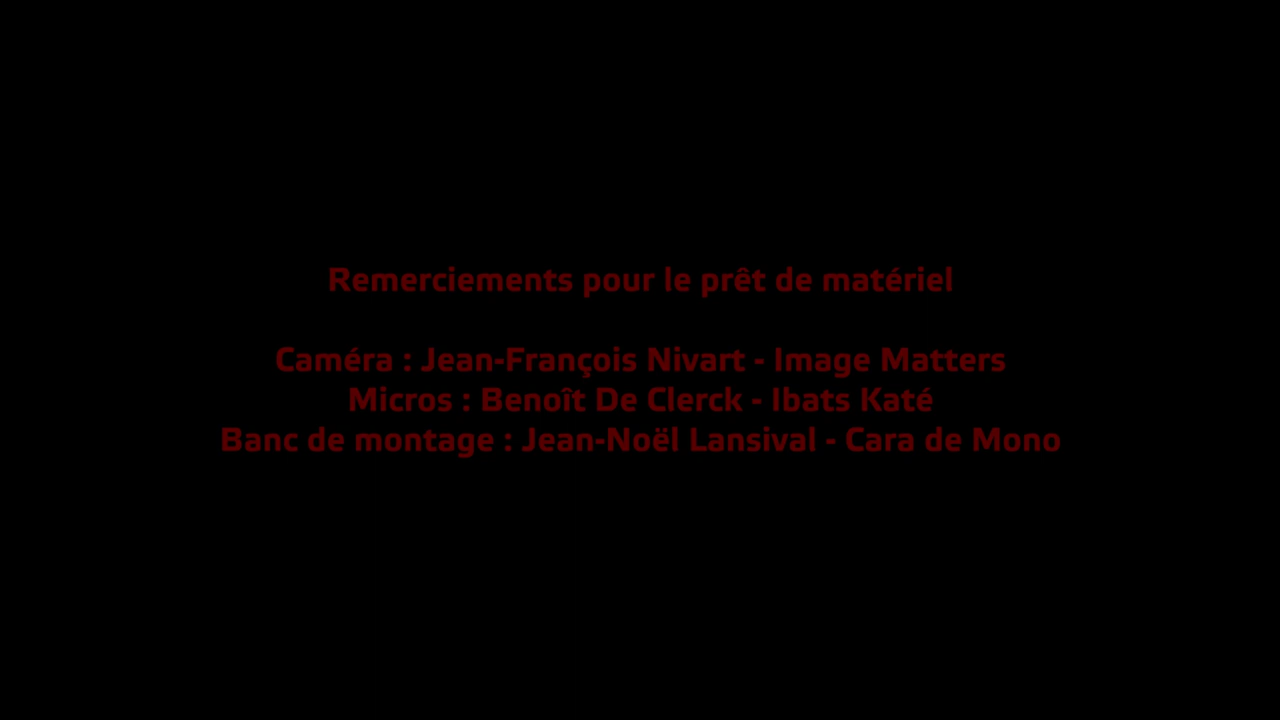 Remerciements pour le prêt de matériel
Caméra : Jean-François Nivart - Image Matters
Micros : Benoît De Clerck - Ibats Katé
Banc de montage : Jean-Noël Lansival - Cara de Mono